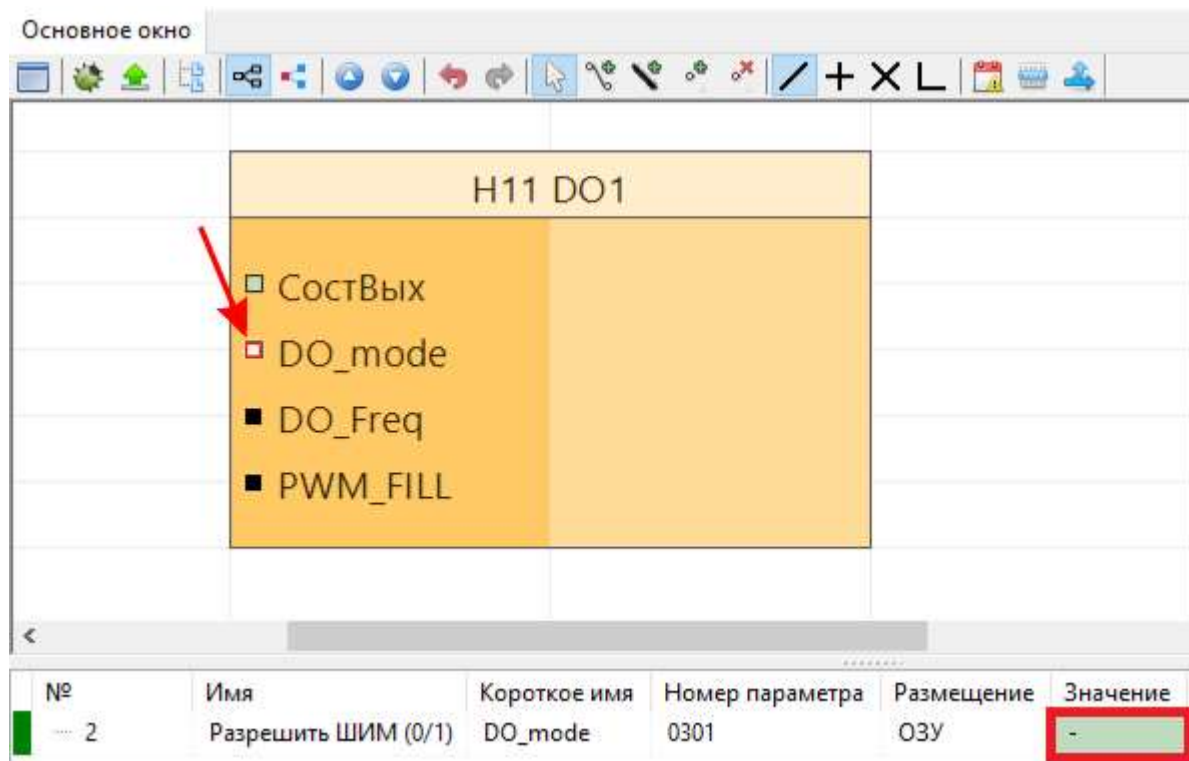 Основное окно
H11 DO1
СостВых
DO_mode
DO_Freq
PWM_FILL
№ Имя Короткое имя Номер параметра Размещение Значение
2 Разрешить ШИМ (0/1) DO_mode 0301 ОЗУ -